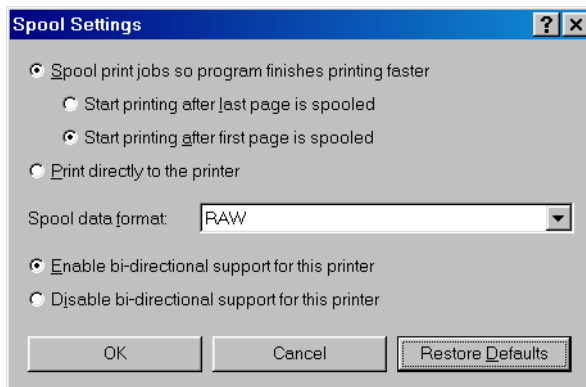 Spool Settings
Spool print jobs so program finishes printing faster
Start printing after last page is spooled
Start printing after first page is spooled
Print directly to the printer
Spool data format: RAW
Enable bi-directional support for this printer
Disable bi-directional support for this printer
OK Cancel Restore Defaults